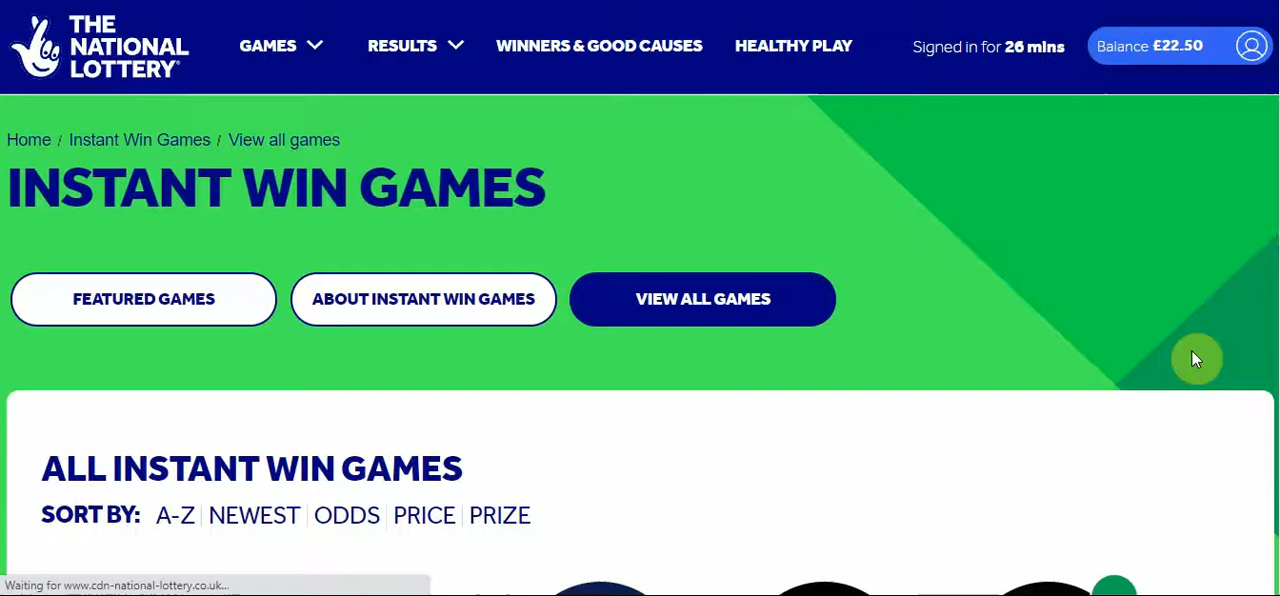 THE
NATIONAL
LOTTERY®
GAMES
RESULTS
WINNERS & GOOD CAUSES
HEALTHY PLAY
Signed in for 26 mins
Balance £22.50
Home / Instant Win Games / View all games
INSTANT WIN GAMES
FEATURED GAMES
ABOUT INSTANT WIN GAMES
VIEW ALL GAMES
ALL INSTANT WIN GAMES
SORT BY: A-Z | NEWEST | ODDS | PRICE | PRIZE
Waiting for www.cdn-national-lottery.co.uk...